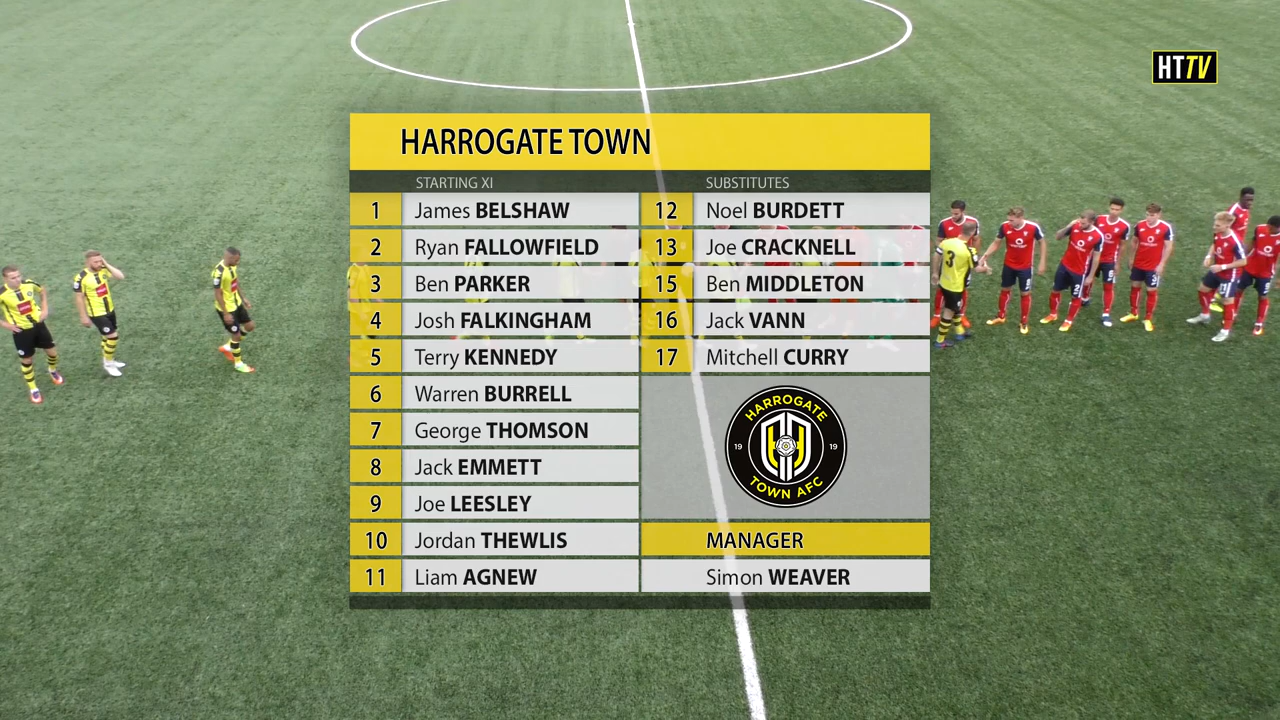 HTTV
HARROGATE TOWN
STARTING XI
1 James BELSHAW
2 Ryan FALLOWFIELD
3 Ben PARKER
4 Josh FALKINGHAM
5 Terry KENNEDY
6 Warren BURRELL
7 George THOMSON
8 Jack EMMETT
9 Joe LEESLEY
10 Jordan THEWLIS
11 Liam AGNEW
SUBSTITUTES
12 Noel BURDETT
13 Joe CRACKNELL
15 Ben MIDDLETON
16 Jack VANN
17 Mitchell CURRY
HARROGATE
19 19
TOWN AFC
MANAGER
Simon WEAVER
3